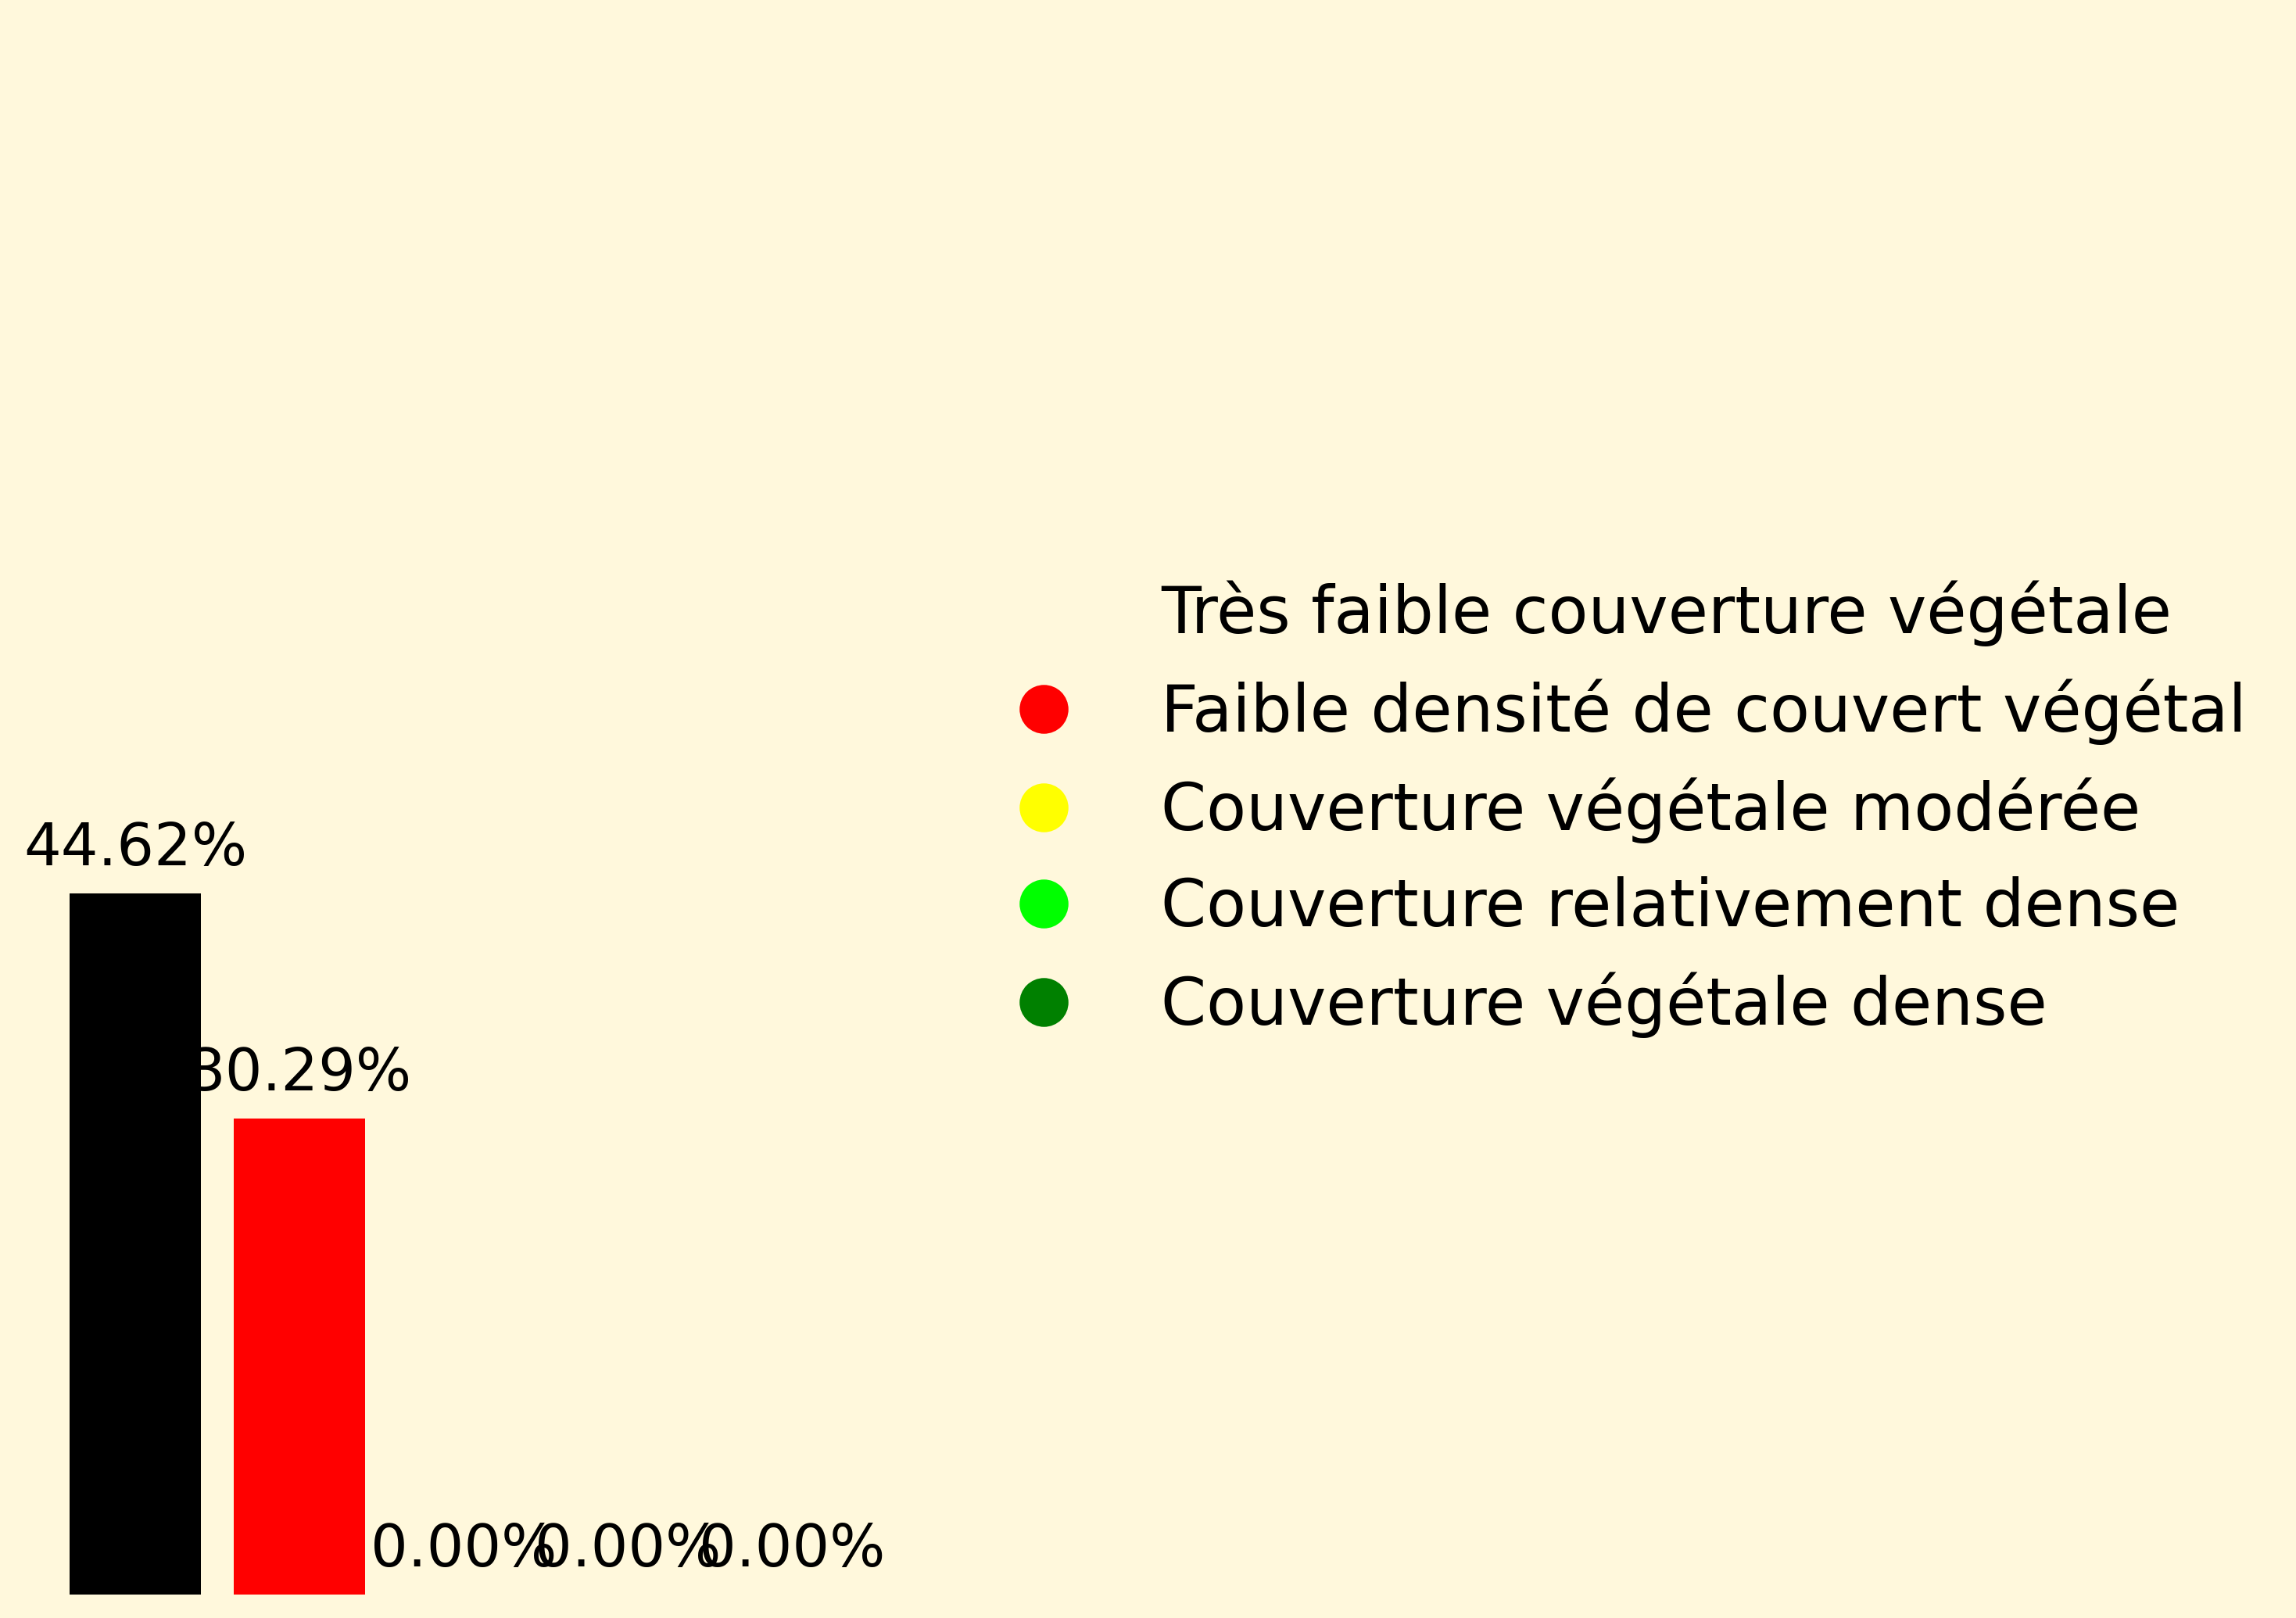 Très faible couverture végétale
Faible densité de couvert végétal
Couverture végétale modérée
Couverture relativement dense
Couverture végétale dense
44.62%
30.29%
0.00%
0.00%
0.00%